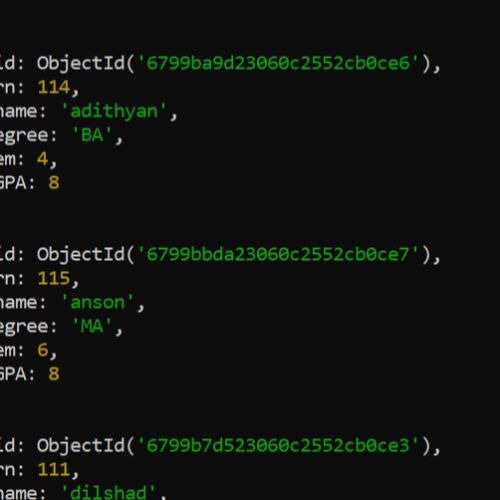 id: ObjectId('6799ba9d23060c2552cb0ce6'),
rn: 114,
name: 'adithyan',
egree: 'BA',
em: 4,
GPA: 8
id: ObjectId('6799bbda23060c2552cb0ce7'),
rn: 115,
name: 'anson',
egree: 'MA',
em: 6,
GPA: 8
id: ObjectId('6799b7d523060c2552cb0ce3'),
rn: 111,
name: 'dilshad',